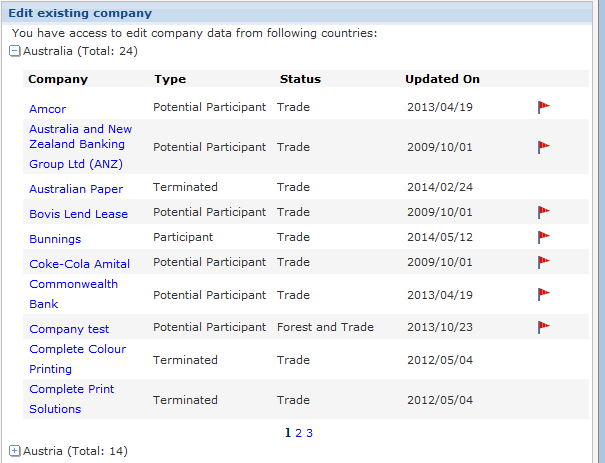 Edit existing company
You have access to edit company data from following countries:
Australia (Total: 24)
Company Type Status Updated On
Amcor Potential Participant Trade 2013/04/19
Australia and New
Zealand Banking Potential Participant Trade 2009/10/01
Group Ltd (ANZ)
Australian Paper Terminated Trade 2014/02/24
Bovis Lend Lease Potential Participant Trade 2009/10/01
Bunnings Participant Trade 2014/05/12
Coke-Cola Amital Potential Participant Trade 2009/10/01
Commonwealth
Bank Potential Participant Trade 2013/04/19
Company test Potential Participant Forest and Trade 2013/10/23
Complete Colour
Printing Terminated Trade 2012/05/04
Complete Print
Solutions Terminated Trade 2012/05/04
1 2 3
Austria (Total: 14)